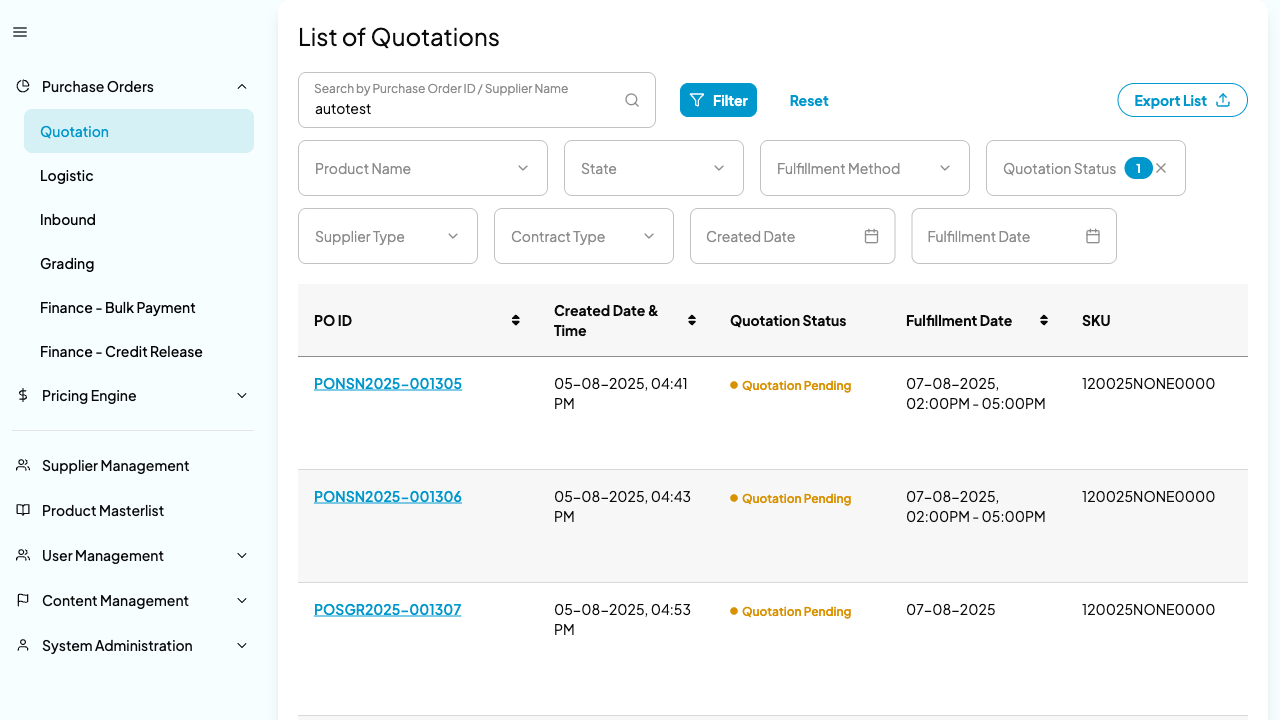 Purchase Orders
Quotation
Logistic
Inbound
Grading
Finance - Bulk Payment
Finance - Credit Release
Pricing Engine
Supplier Management
Product Masterlist
User Management
Content Management
System Administration
List of Quotations
Search by Purchase Order ID / Supplier Name
autotest
Filter
Reset
Export List
Product Name
State
Fulfillment Method
Quotation Status 1
Supplier Type
Contract Type
Created Date
Fulfillment Date
PO ID
Created Date &
Time
Quotation Status
Fulfillment Date
SKU
PONSN2025-001305
05-08-2025, 04:41
PM
Quotation Pending
07-08-2025,
02:00PM - 05:00PM
120025NONE0000
PONSN2025-001306
05-08-2025, 04:43
PM
Quotation Pending
07-08-2025,
02:00PM - 05:00PM
120025NONE0000
POSGR2025-001307
05-08-2025, 04:53
PM
Quotation Pending
07-08-2025
120025NONE0000